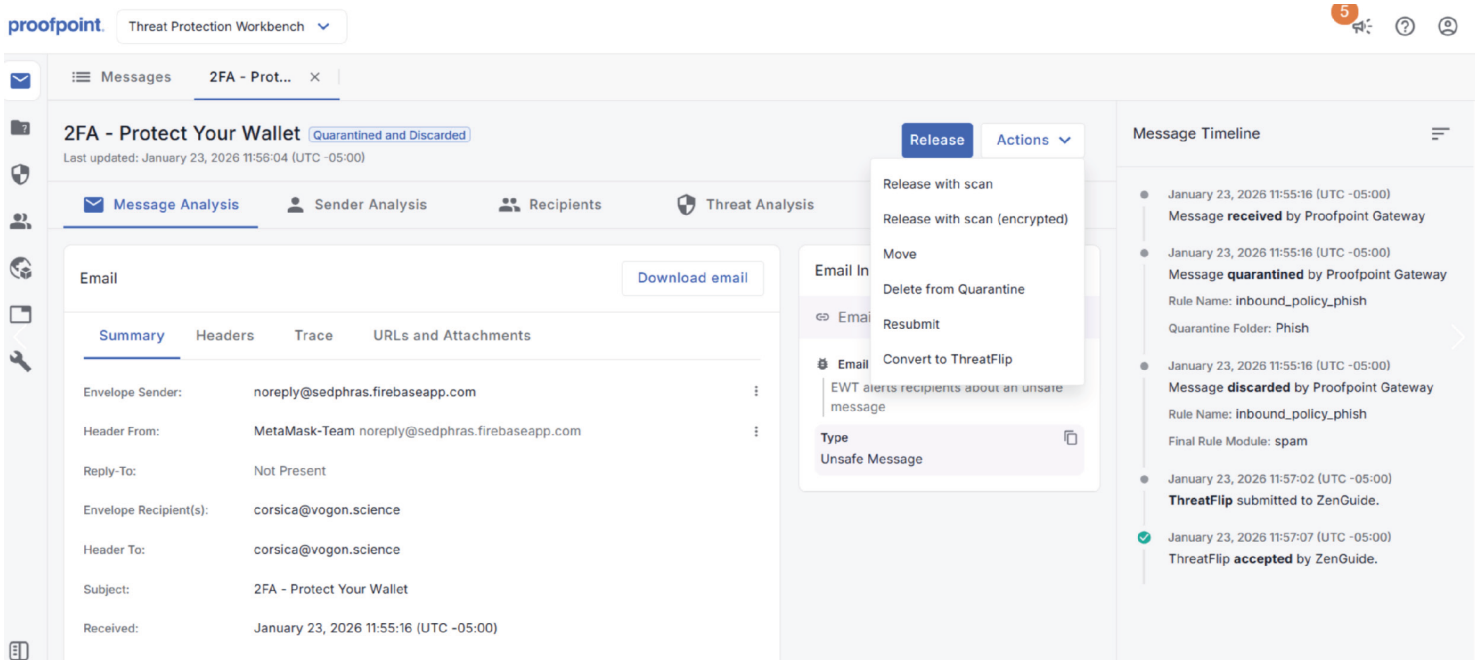 proofpoint.
Threat Protection Workbench
5
Messages
2FA - Prot...
2FA - Protect Your Wallet
Quarantined and Discarded
Last updated: January 23, 2026 11:56:04 (UTC -05:00)
Release
Actions
Release with scan
Release with scan (encrypted)
Move
Delete from Quarantine
Resubmit
Convert to ThreatFlip
Message Analysis
Sender Analysis
Recipients
Threat Analysis
Email
Download email
Summary
Headers
Trace
URLs and Attachments
Envelope Sender: noreply@sedphras.firebaseapp.com
Header From: MetaMask-Team noreply@sedphras.firebaseapp.com
Reply-To: Not Present
Envelope Recipient(s): corsica@vogon.science
Header To: corsica@vogon.science
Subject: 2FA - Protect Your Wallet
Received: January 23, 2026 11:55:16 (UTC -05:00)
Email In
Emai
Email
EWT alerts recipients about an unsafe
message
Type
Unsafe Message
Message Timeline
January 23, 2026 11:55:16 (UTC -05:00)
Message received by Proofpoint Gateway
January 23, 2026 11:55:16 (UTC -05:00)
Message quarantined by Proofpoint Gateway
Rule Name: inbound_policy_phish
Quarantine Folder: Phish
January 23, 2026 11:55:16 (UTC -05:00)
Message discarded by Proofpoint Gateway
Rule Name: inbound_policy_phish
Final Rule Module: spam
January 23, 2026 11:57:02 (UTC -05:00)
ThreatFlip submitted to ZenGuide.
January 23, 2026 11:57:07 (UTC -05:00)
ThreatFlip accepted by ZenGuide.